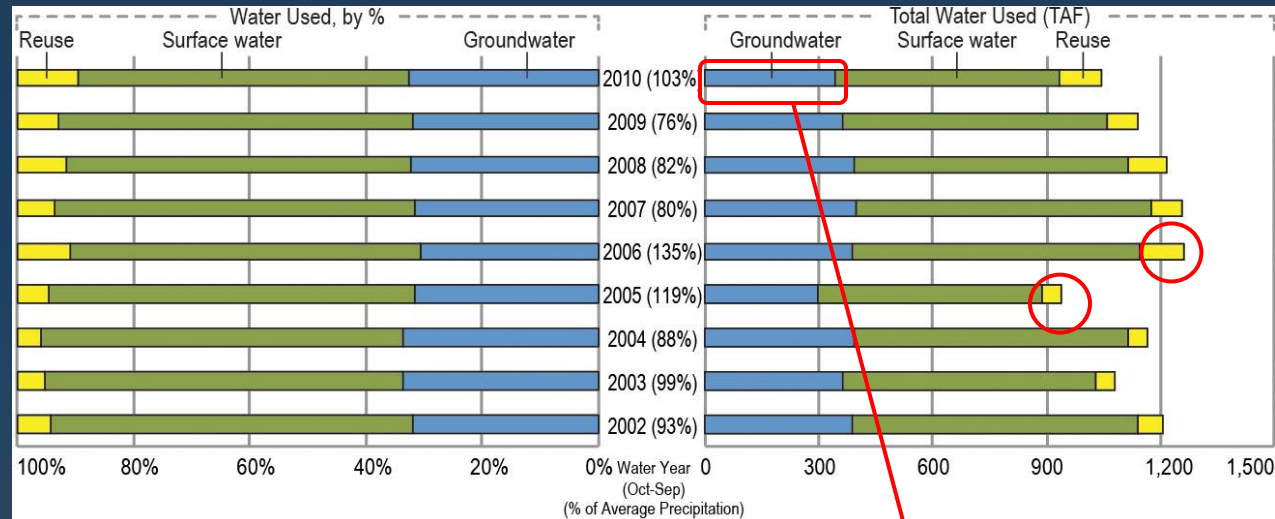 Water Used, by %
Reuse Surface water Groundwater
Total Water Used (TAF)
Groundwater Surface water Reuse
2010 (103%
2009 (76%)
2008 (82%)
2007 (80%)
2006 (135%)
2005 (119%)
2004 (88%)
2003 (99%)
2002 (93%)
100% 80% 60% 40% 20% 0%
Water Year
(Oct-Sep)
(% of Average Precipitation)
0 300 600 900 1,200 1,500